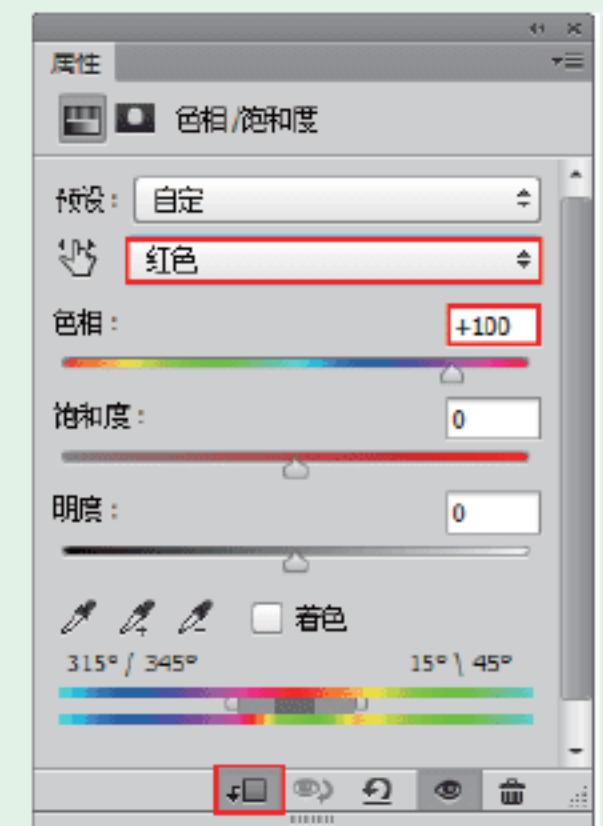 属性
色相/饱和度
预设：
自定
红色
色相：
+100
饱和度：
0
明度：
0
着色
315°/ 345°
15°\ 45°